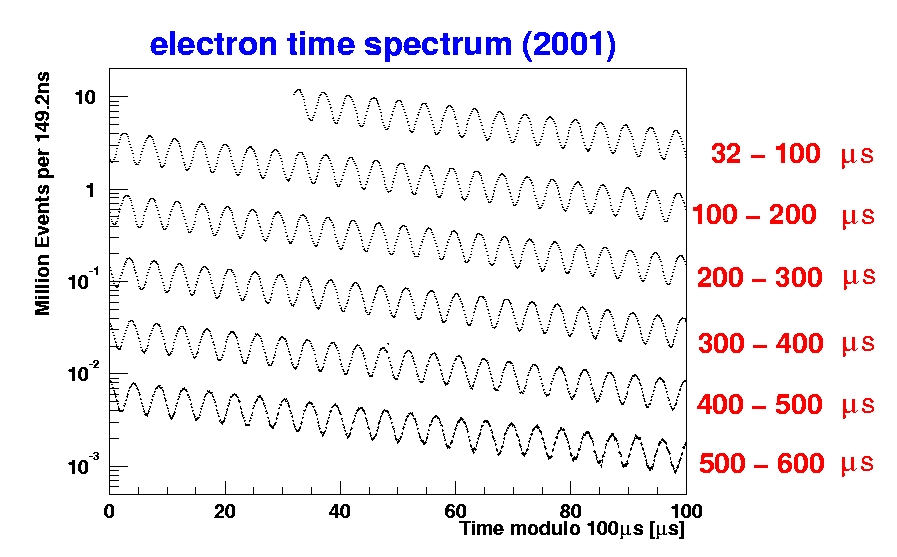 electron time spectrum (2001)
Million Events per 149.2ns
10
1
10⁻¹
10⁻²
10⁻³
0 20 40 60 80 100
Time modulo 100μs [μs]
32 – 100 μs
100 – 200 μs
200 – 300 μs
300 – 400 μs
400 – 500 μs
500 – 600 μs